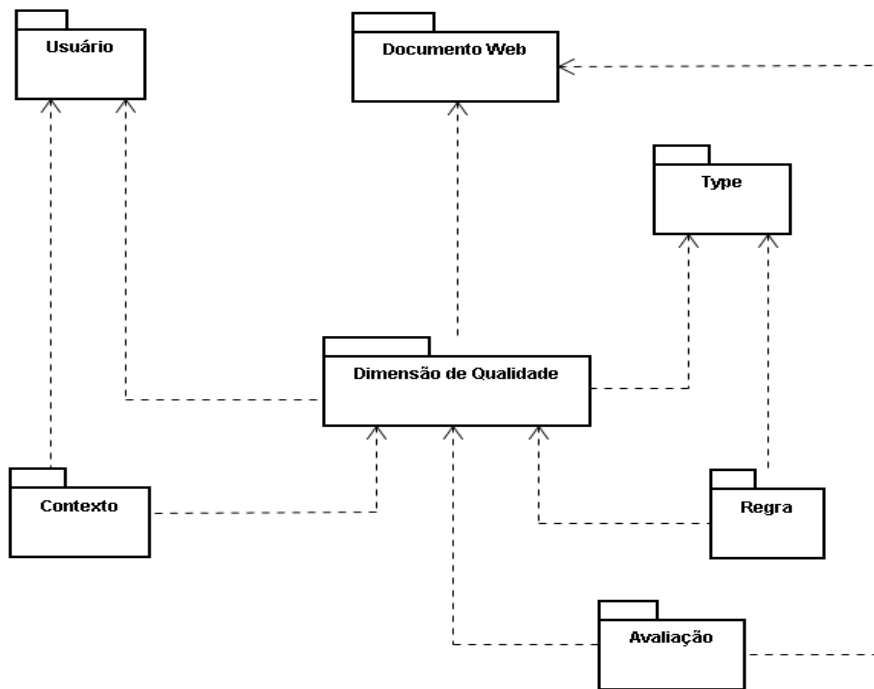 Usuário
Documento Web
Type
Dimensão de Qualidade
Contexto
Regra
Avaliação